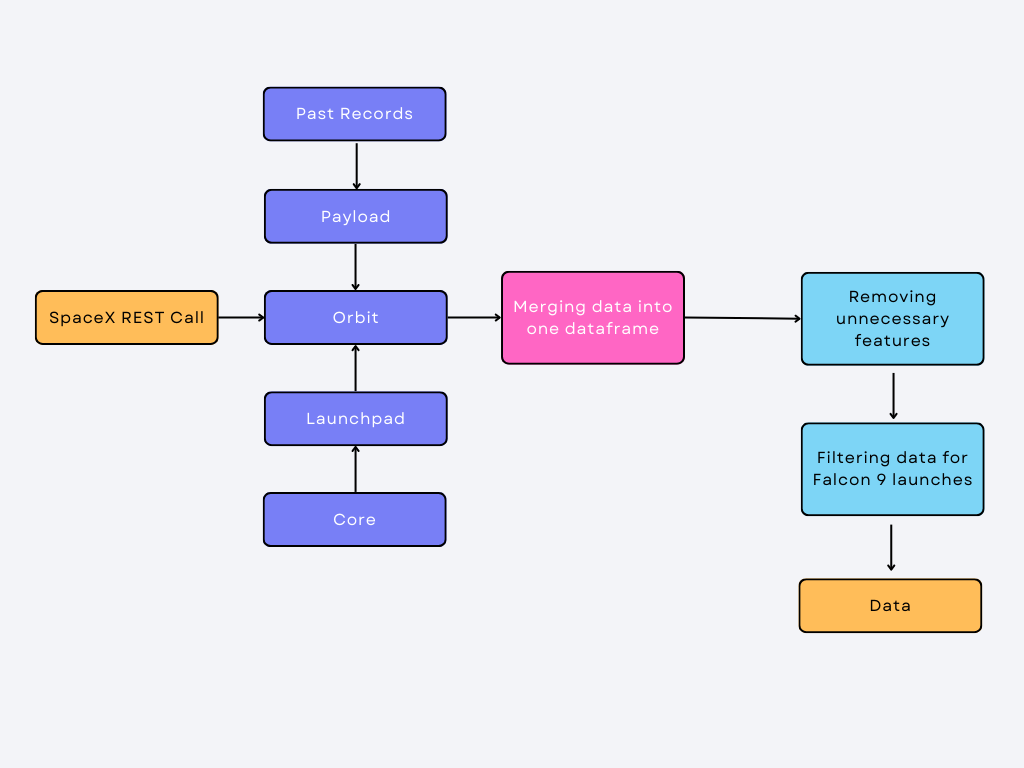 Past Records
Payload
SpaceX REST Call
Orbit
Launchpad
Core
Merging data into
one dataframe
Removing
unnecessary
features
Filtering data for
Falcon 9 launches
Data